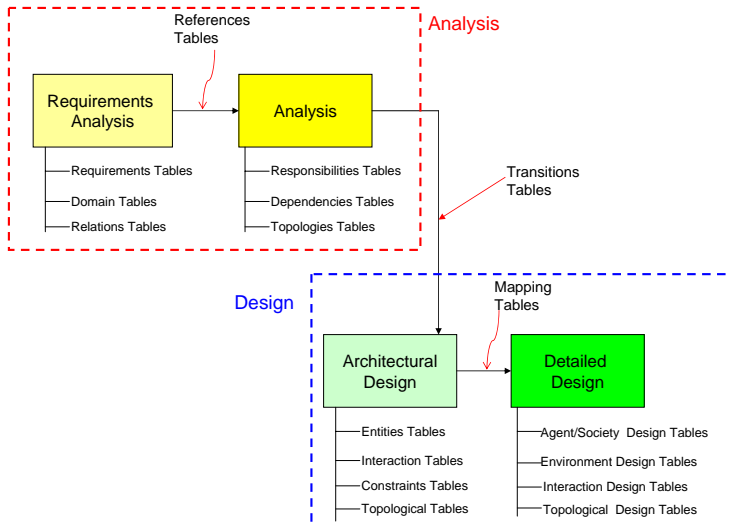 References
Tables
Analysis
Requirements
Analysis
Analysis
Requirements Tables
Domain Tables
Relations Tables
Responsibilities Tables
Dependencies Tables
Topologies Tables
Transitions
Tables
Design
Mapping
Tables
Architectural
Design
Detailed
Design
Entities Tables
Interaction Tables
Constraints Tables
Topological Tables
Agent/Society Design Tables
Environment Design Tables
Interaction Design Tables
Topological Design Tables